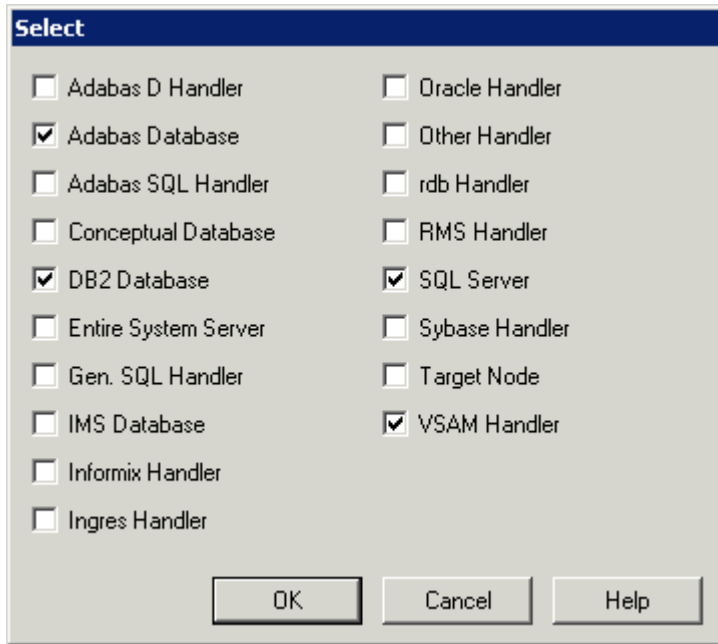 Select
Adabas D Handler
Adabas Database
Adabas SQL Handler
Conceptual Database
DB2 Database
Entire System Server
Gen. SQL Handler
IMS Database
Informix Handler
Ingres Handler
Oracle Handler
Other Handler
rdb Handler
RMS Handler
SQL Server
Sybase Handler
Target Node
VSAM Handler
OK
Cancel
Help